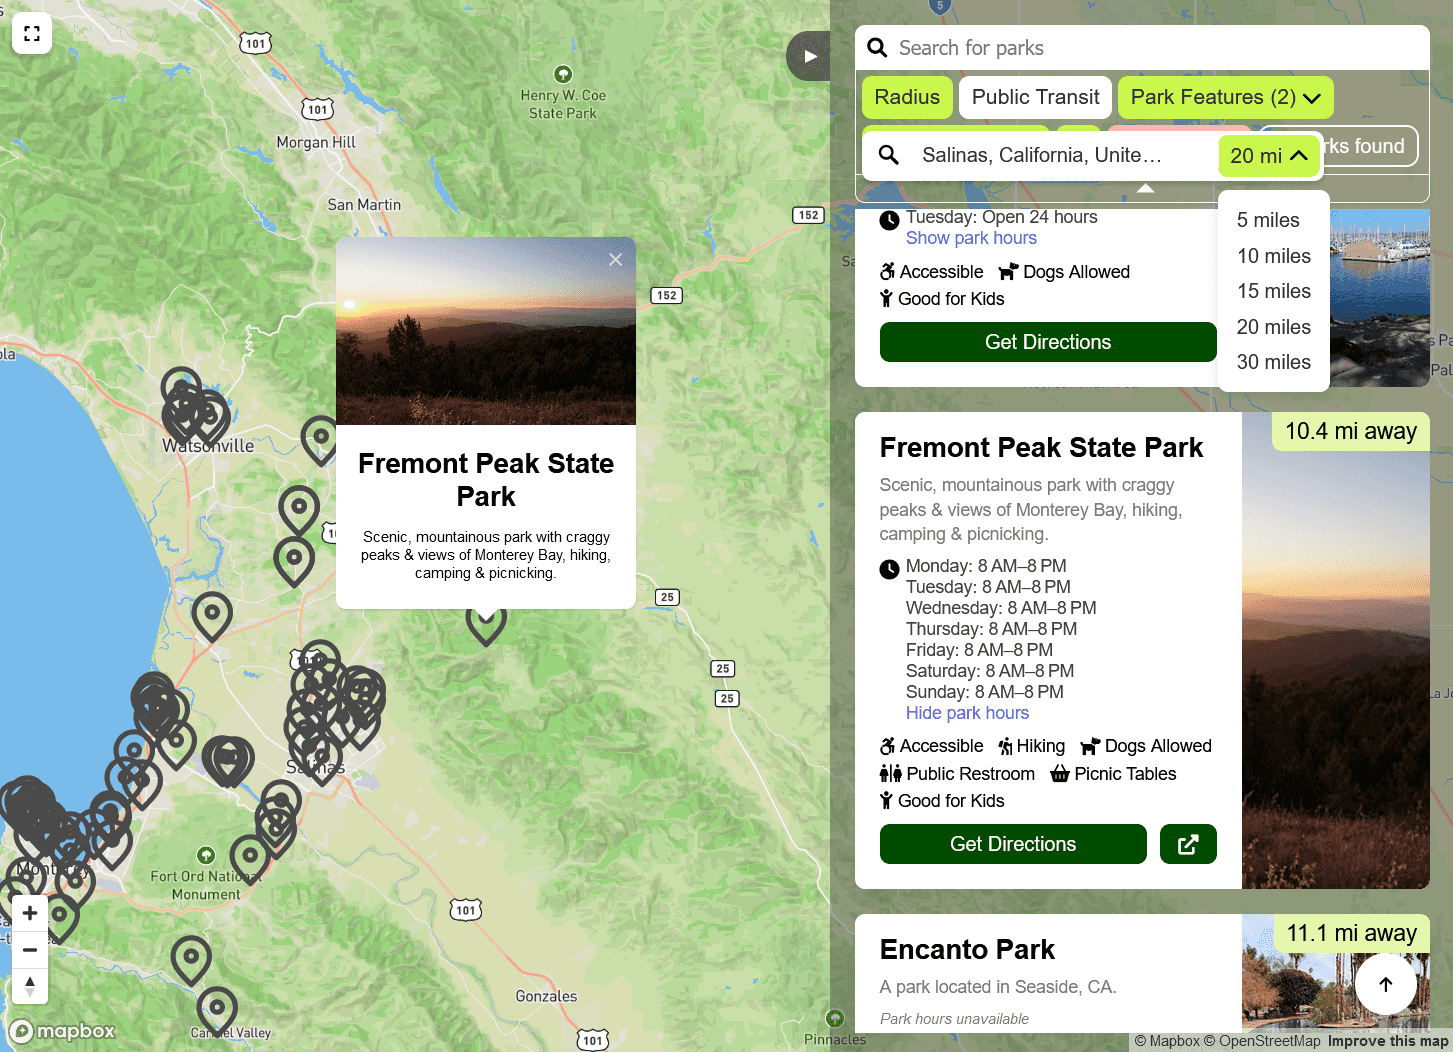 101
Henry W. Coe
State Park
101
Morgan Hill
San Martin
152
152
Watsonville
Fremont Peak State
Park
Scenic, mountainous park with craggy
peaks & views of Monterey Bay, hiking,
camping & picnicking.
25
25
25
Salinas
Monterey
Fort Ord National
Monument
101
Gonzales
Carmel Valley
101
Pinnacles
mapbox
5
Search for parks
Radius
Public Transit
Park Features (2)
Salinas, California, Unite…
20 mi
found
5 miles
10 miles
15 miles
20 miles
30 miles
Tuesday: Open 24 hours
Show park hours
Accessible Dogs Allowed
Good for Kids
Get Directions
10.4 mi away
Fremont Peak State Park
Scenic, mountainous park with craggy
peaks & views of Monterey Bay, hiking,
camping & picnicking.
Monday: 8 AM–8 PM
Tuesday: 8 AM–8 PM
Wednesday: 8 AM–8 PM
Thursday: 8 AM–8 PM
Friday: 8 AM–8 PM
Saturday: 8 AM–8 PM
Sunday: 8 AM–8 PM
Hide park hours
Accessible Hiking Dogs Allowed
Public Restroom Picnic Tables
Good for Kids
Get Directions
11.1 mi away
Encanto Park
A park located in Seaside, CA.
Park hours unavailable
© Mapbox © OpenStreetMap Improve this map